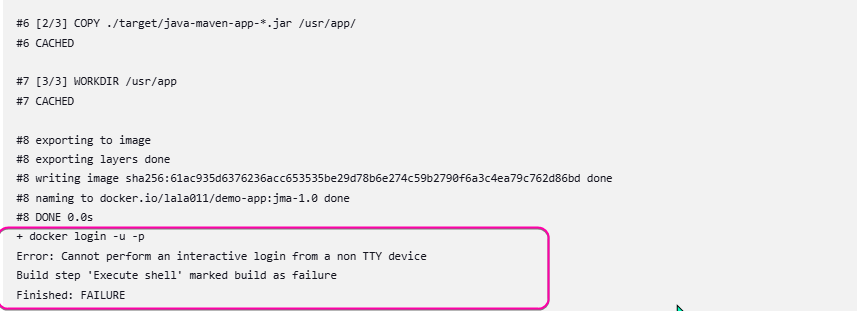 #6 [2/3] COPY ./target/java-maven-app-*.jar /usr/app/
#6 CACHED
#7 [3/3] WORKDIR /usr/app
#7 CACHED
#8 exporting to image
#8 exporting layers done
#8 writing image sha256:61ac935d6376236acc653535be29d78b6e274c59b2790f6a3c4ea79c762d86bd done
#8 naming to docker.io/lala011/demo-app:jma-1.0 done
#8 DONE 0.0s
+ docker login -u -p
Error: Cannot perform an interactive login from a non TTY device
Build step 'Execute shell' marked build as failure
Finished: FAILURE